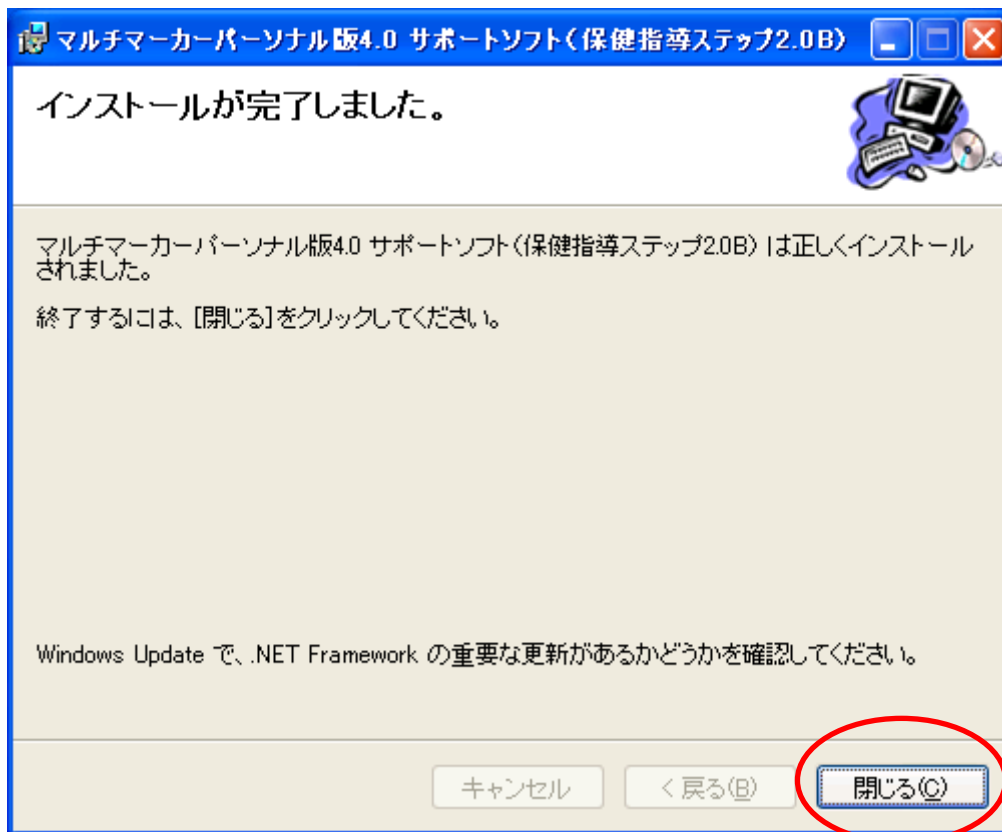 マルチマーカーパーソナル版4.0 サポートソフト（保健指導ステップ2.0B）
インストールが完了しました。
マルチマーカーパーソナル版4.0 サポートソフト（保健指導ステップ2.0B） は正しくインストール
されました。
終了するには、[閉じる]をクリックしてください。
Windows Update で、.NET Framework の重要な更新があるかどうかを確認してください。
キャンセル
< 戻る(B)
閉じる(C)